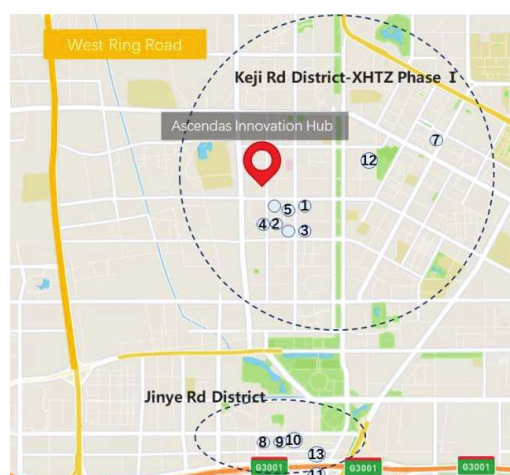 West Ring Road
Keji Rd District-XHTZ Phase I
Ascendas Innovation Hub
7
12
5 1
4 2 3
Jinye Rd District
8 9 10
13
G3001 G3001 G3001
11